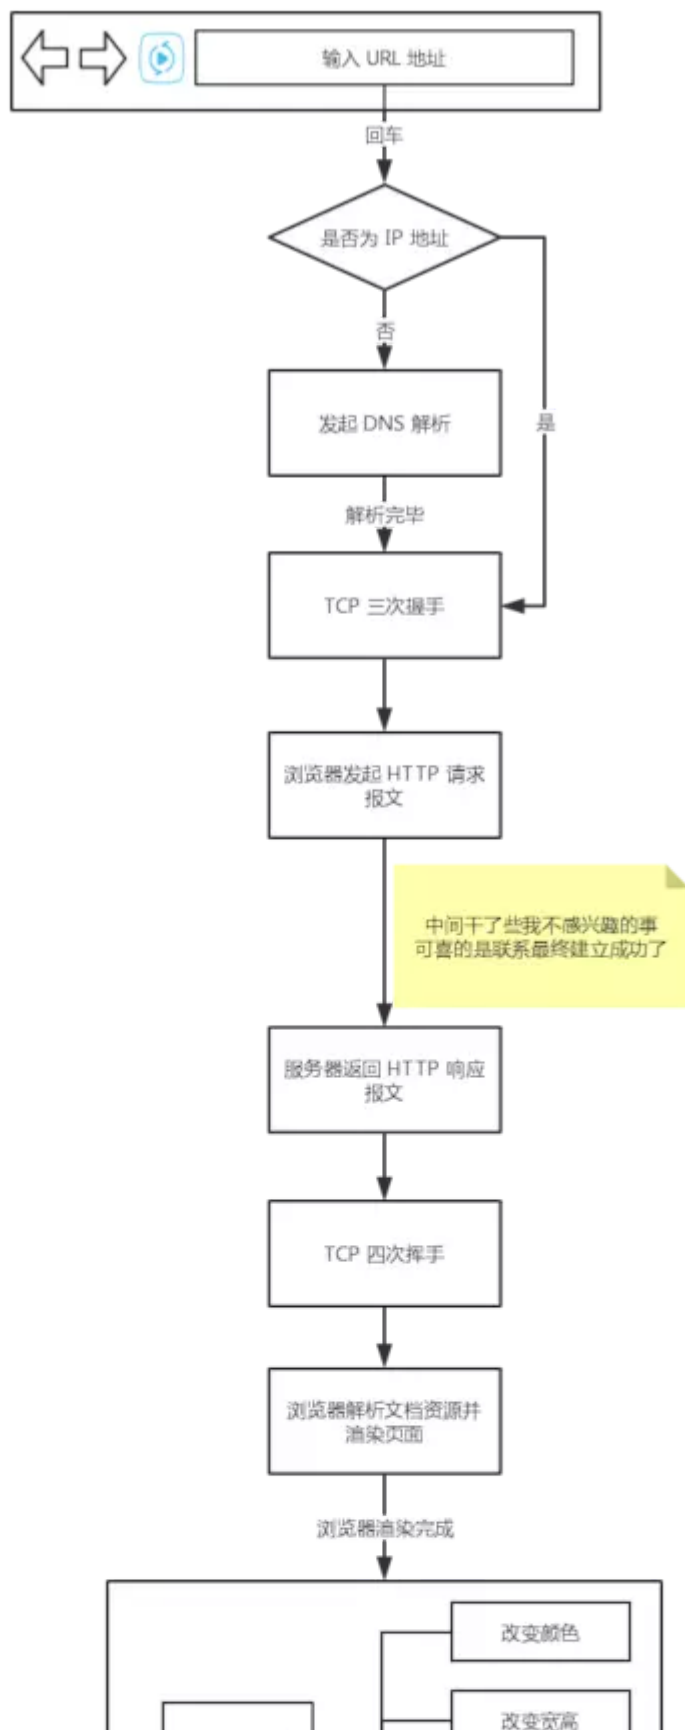 输入 URL 地址
回车
是否为 IP 地址
否
是
发起 DNS 解析
解析完毕
TCP 三次握手
浏览器发起 HTTP 请求
报文
中间干了些我不感兴趣的事
可喜的是联系最终建立成功了
服务器返回 HTTP 响应
报文
TCP 四次挥手
浏览器解析文档资源并
渲染页面
浏览器渲染完成
改变颜色
改变宽高